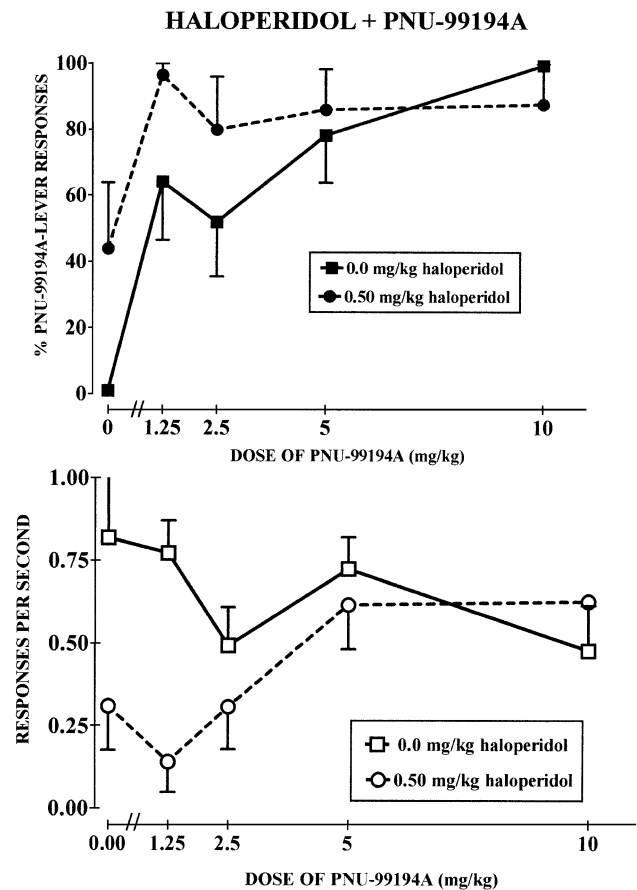 HALOPERIDOL + PNU-99194A
% PNU-99194A-LEVER RESPONSES
100
80
60
40
20
0
0.0 mg/kg haloperidol
0.50 mg/kg haloperidol
0 1.25 2.5 5 10
DOSE OF PNU-99194A (mg/kg)
RESPONSES PER SECOND
1.00
0.75
0.50
0.25
0.00
0.0 mg/kg haloperidol
0.50 mg/kg haloperidol
0.00 1.25 2.5 5 10
DOSE OF PNU-99194A (mg/kg)